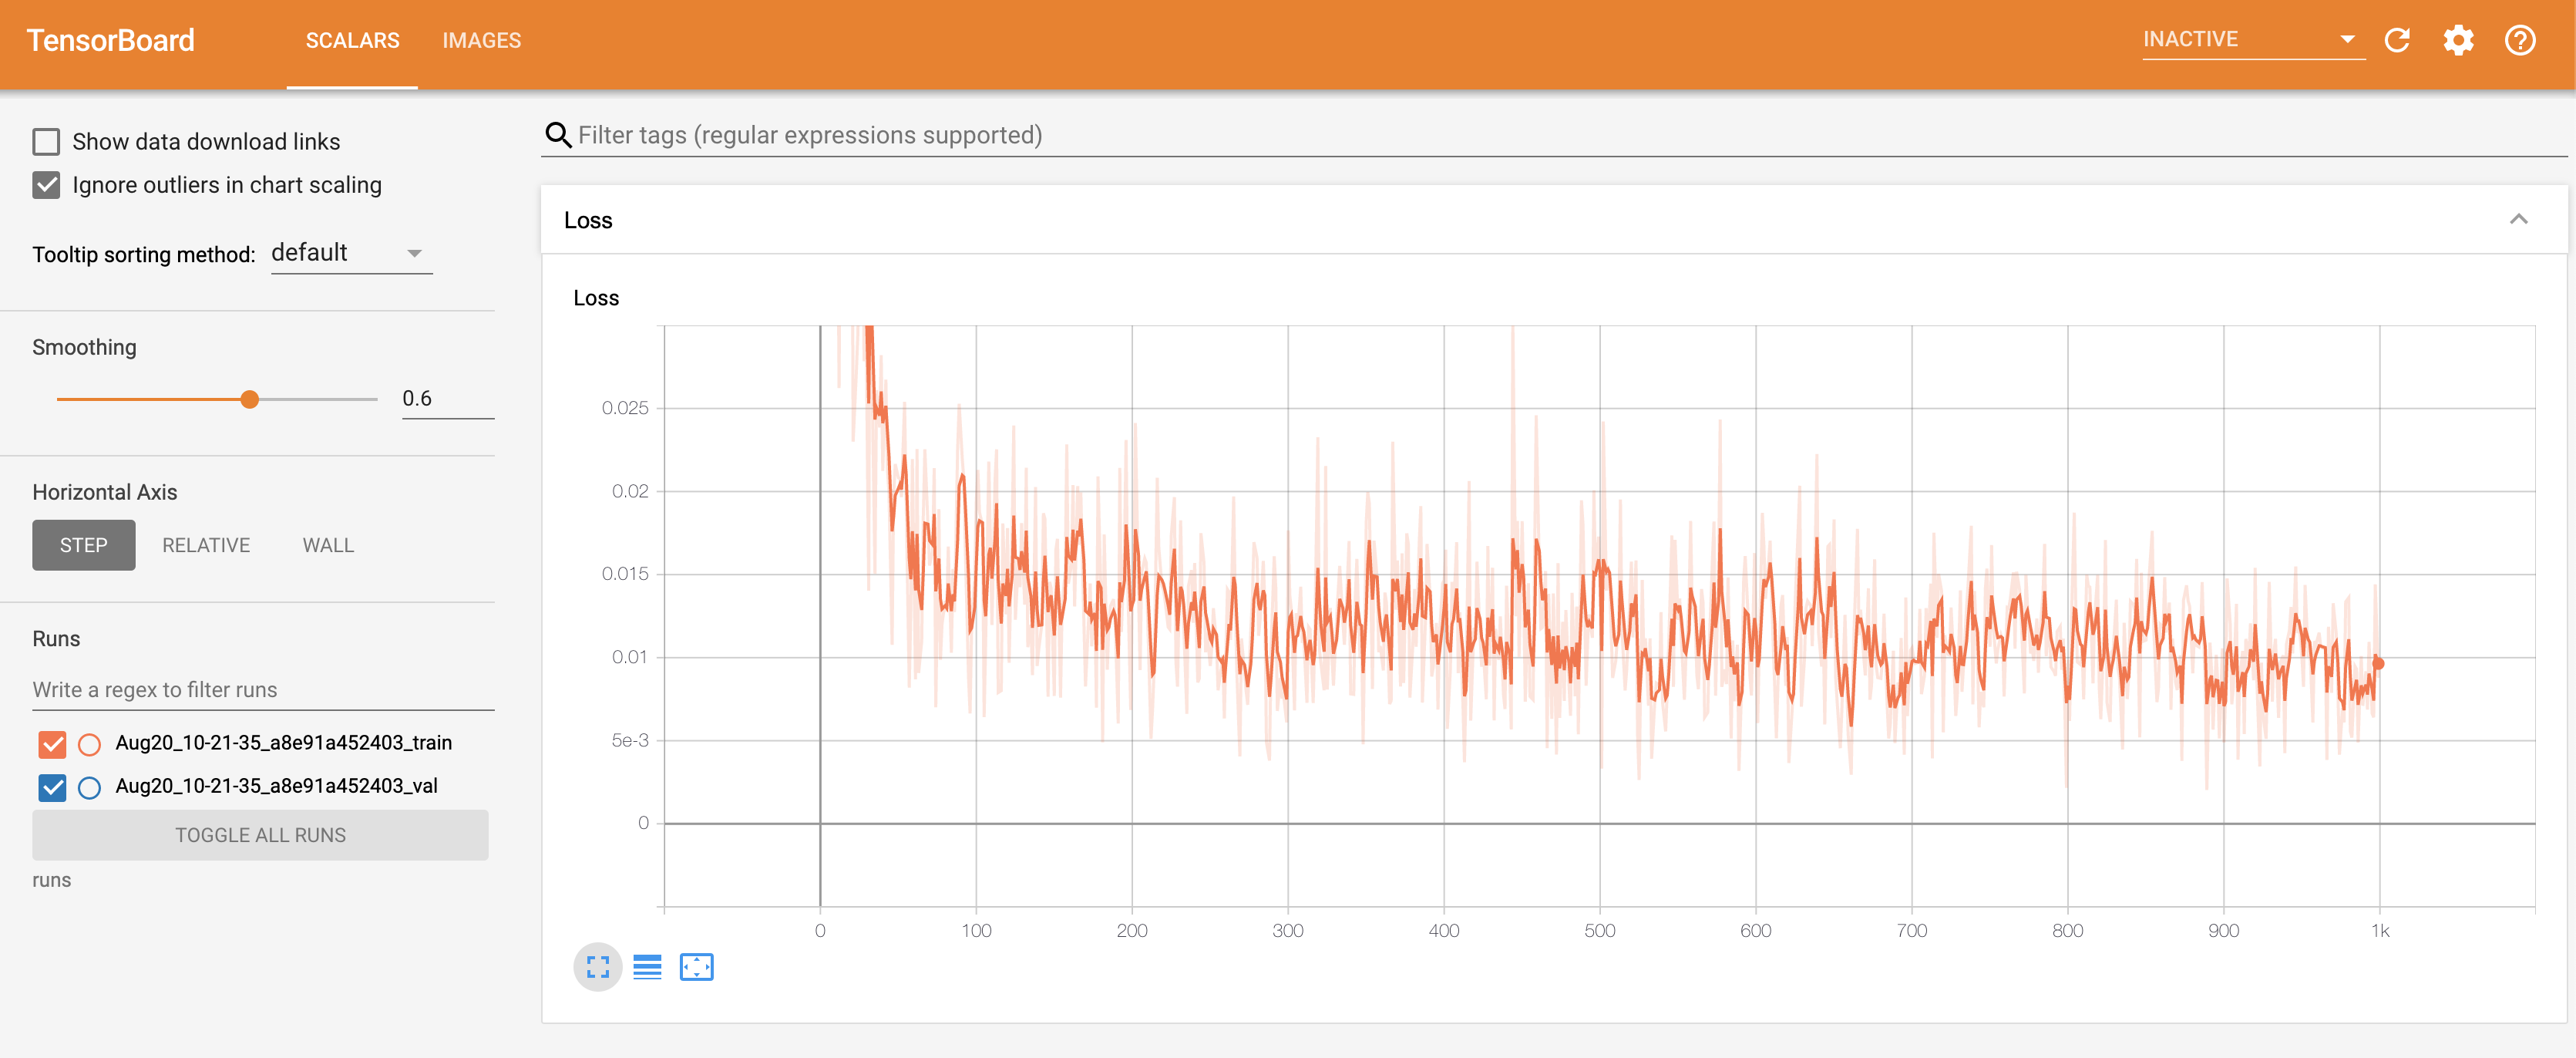 TensorBoard
SCALARS IMAGES
INACTIVE
Show data download links
Ignore outliers in chart scaling
Tooltip sorting method: default
Smoothing
0.6
Horizontal Axis
STEP RELATIVE WALL
Runs
Write a regex to filter runs
Aug20_10-21-35_a8e91a452403_train
Aug20_10-21-35_a8e91a452403_val
TOGGLE ALL RUNS
runs
Filter tags (regular expressions supported)
Loss
Loss
0.025
0.02
0.015
0.01
5e-3
0
0 100 200 300 400 500 600 700 800 900 1k